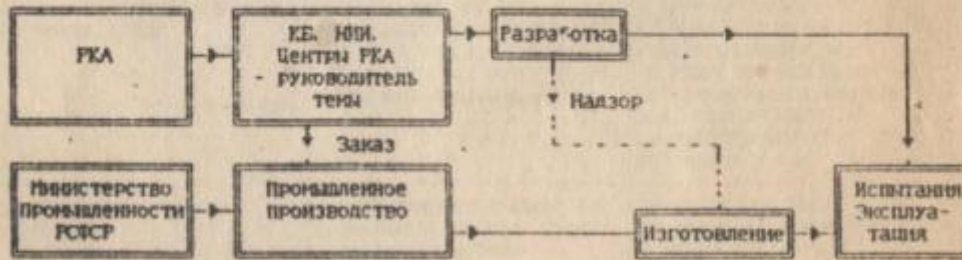 РКА
КБ, НИИ,
Центры РКА
- руководитель
темы
Разработка
Надзор
Заказ
Министерство
Промышленности
РСФСР
Промышленное
производство
Изготовление
Испытания
Эксплуа-
тация